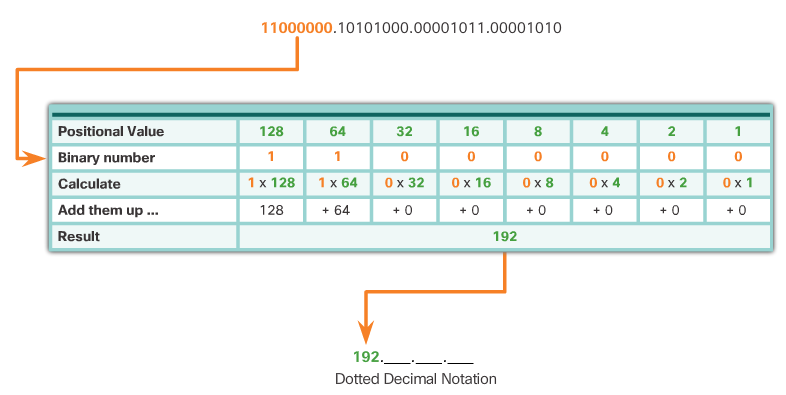 11000000.10101000.00001011.00001010
Positional Value 128 64 32 16 8 4 2 1
Binary number 1 1 0 0 0 0 0 0
Calculate 1 x 128 1 x 64 0 x 32 0 x 16 0 x 8 0 x 4 0 x 2 0 x 1
Add them up ... 128 + 64 + 0 + 0 + 0 + 0 + 0 + 0
Result 192
192.___.___.___
Dotted Decimal Notation